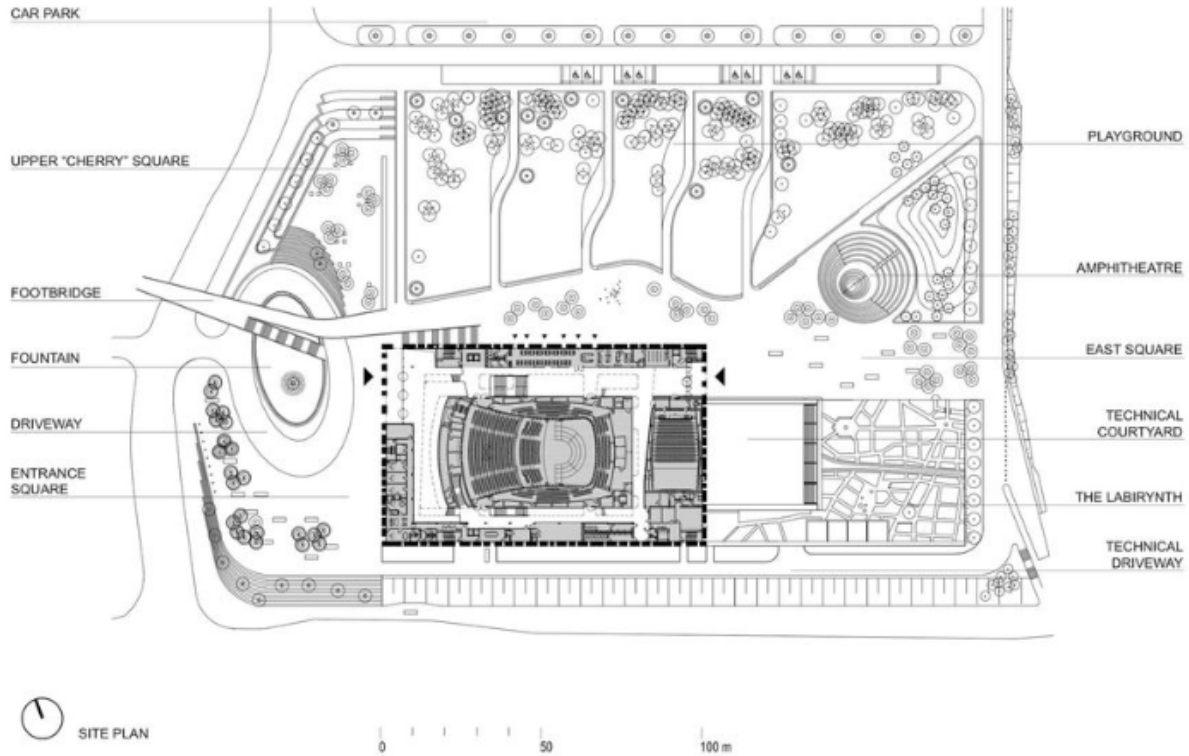 CAR PARK
UPPER "CHERRY" SQUARE
FOOTBRIDGE
FOUNTAIN
DRIVEWAY
ENTRANCE
SQUARE
PLAYGROUND
AMPHITHEATRE
EAST SQUARE
TECHNICAL
COURTYARD
THE LABIRYNTH
TECHNICAL
DRIVEWAY
SITE PLAN
0 50 100 m